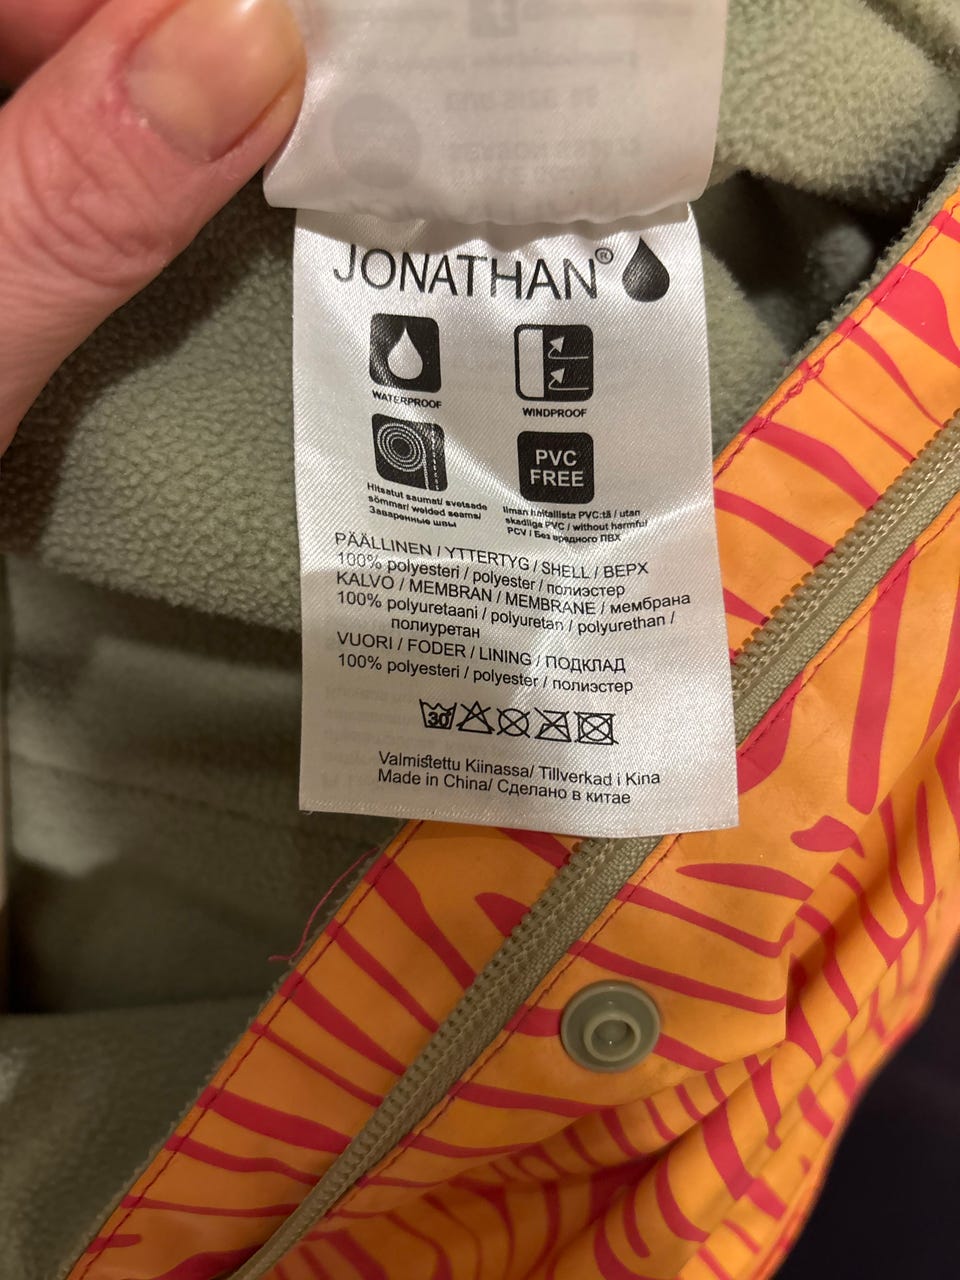 JONATHAN®
WATERPROOF
WINDPROOF
PVC
FREE
Hitsatut saumat/ svetsade
sömmar/ welded seams/
Заваренные швы
Ilman haitallista PVC:tä / utan
skadliga PVC / without harmful
PCV / Без вредного ПВХ
PÄÄLLINEN / YTTERTYG / SHELL / ВЕРХ
100% polyesteri / polyester / полиэстер
KALVO / MEMBRAN / MEMBRANE / мембрана
100% polyuretaani / polyuretan / polyurethan /
полиуретан
VUORI / FODER / LINING / ПОДКЛАД
100% polyesteri / polyester / полиэстер
30
Valmistettu Kiinassa/ Tillverkad i Kina
Made in China/ Сделано в китае